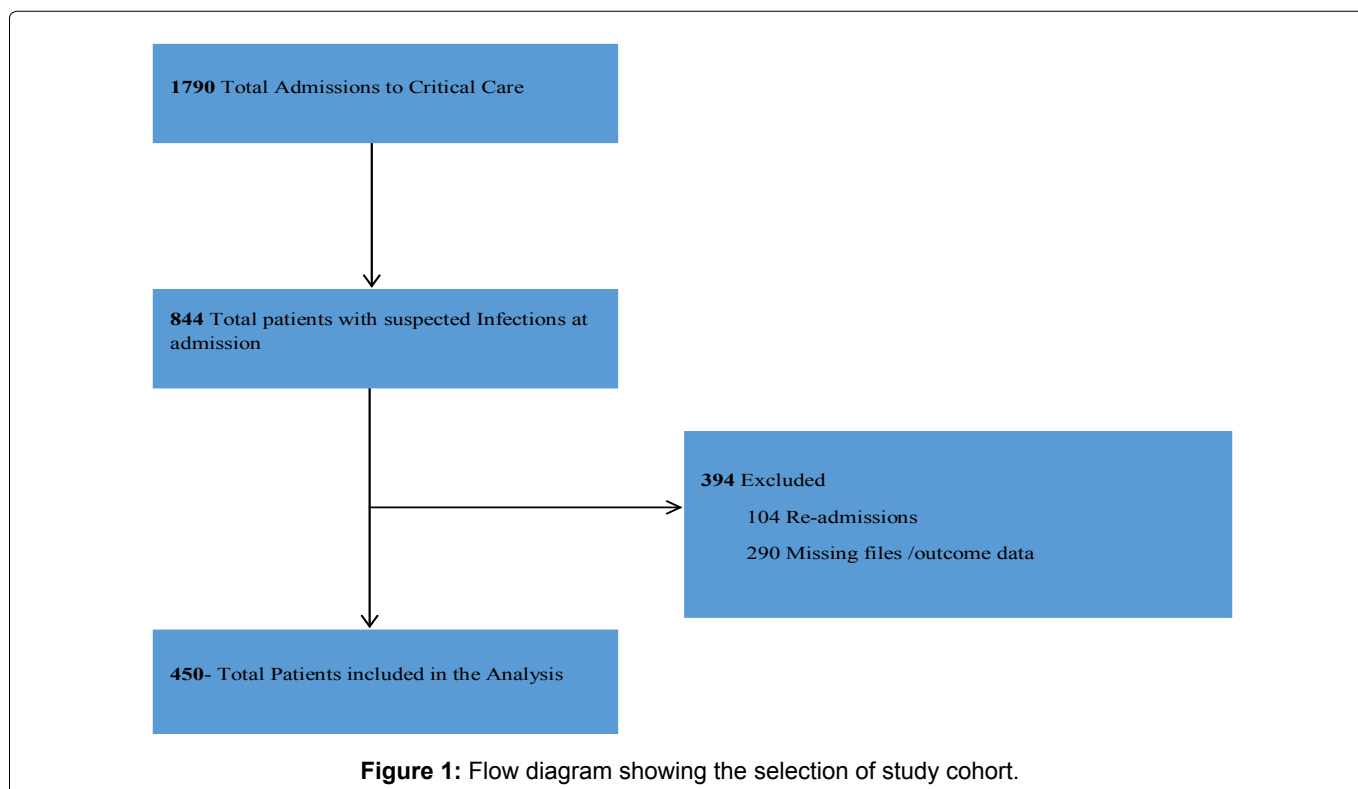 1790 Total Admissions to Critical Care
844 Total patients with suspected Infections at
admission
394 Excluded
104 Re-admissions
290 Missing files /outcome data
450- Total Patients included in the Analysis
Figure 1: Flow diagram showing the selection of study cohort.